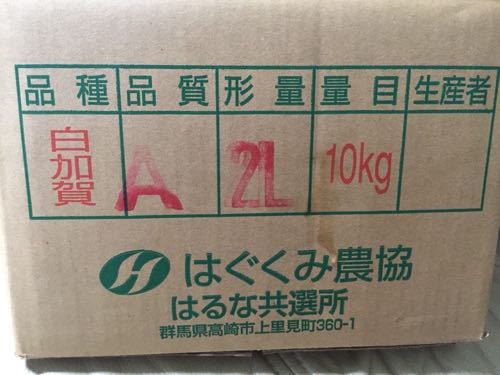 品種 品質 形量 量目 生産者
白加賀 A 2L 10kg
はぐくみ農協
はるな共選所
群馬県高崎市上里見町360-1